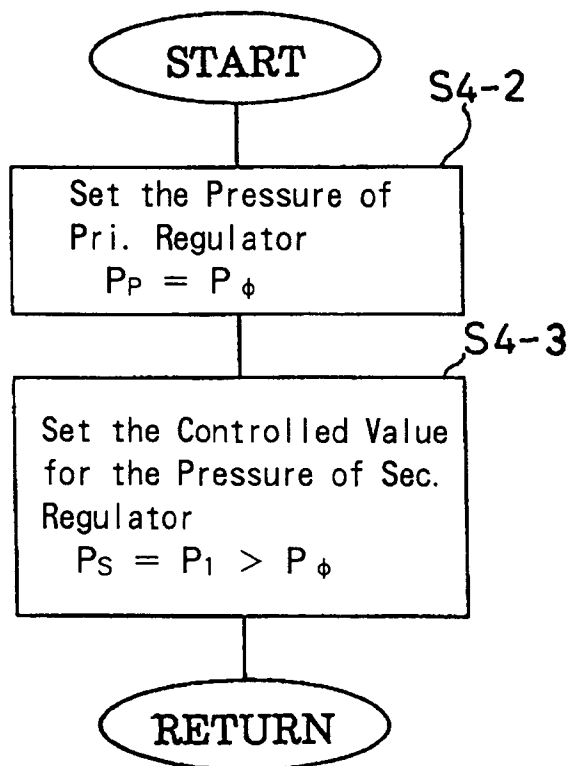 START
S4-2
Set the Pressure of
Pri. Regulator
PP = Pφ
S4-3
Set the Controlled Value
for the Pressure of Sec.
Regulator
PS = P1 > Pφ
RETURN